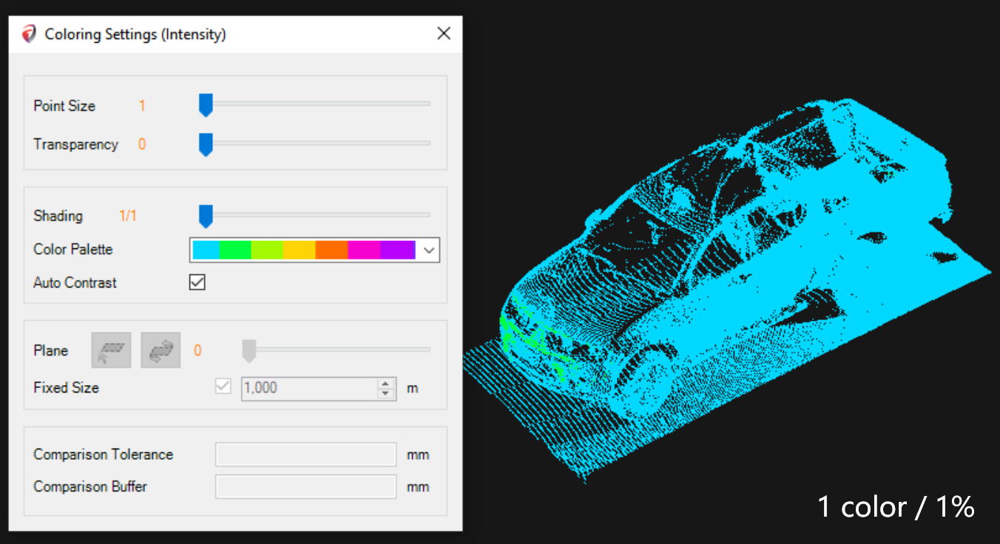 Coloring Settings (Intensity)
Point Size 1
Transparency 0
Shading 1/1
Color Palette
Auto Contrast
Plane 0
Fixed Size 1,000 m
Comparison Tolerance mm
Comparison Buffer mm
1 color / 1%